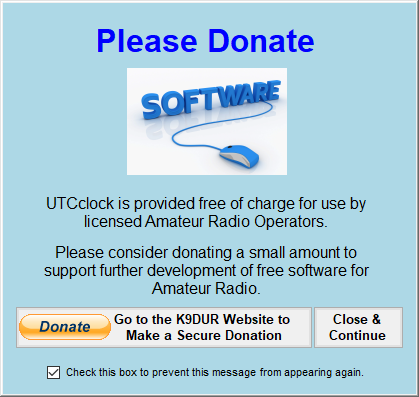 Please Donate
SOFTWARE
UTCclock is provided free of charge for use by
licensed Amateur Radio Operators.
Please consider donating a small amount to
support further development of free software for
Amateur Radio.
Donate
Go to the K9DUR Website to
Make a Secure Donation
Close &
Continue
Check this box to prevent this message from appearing again.